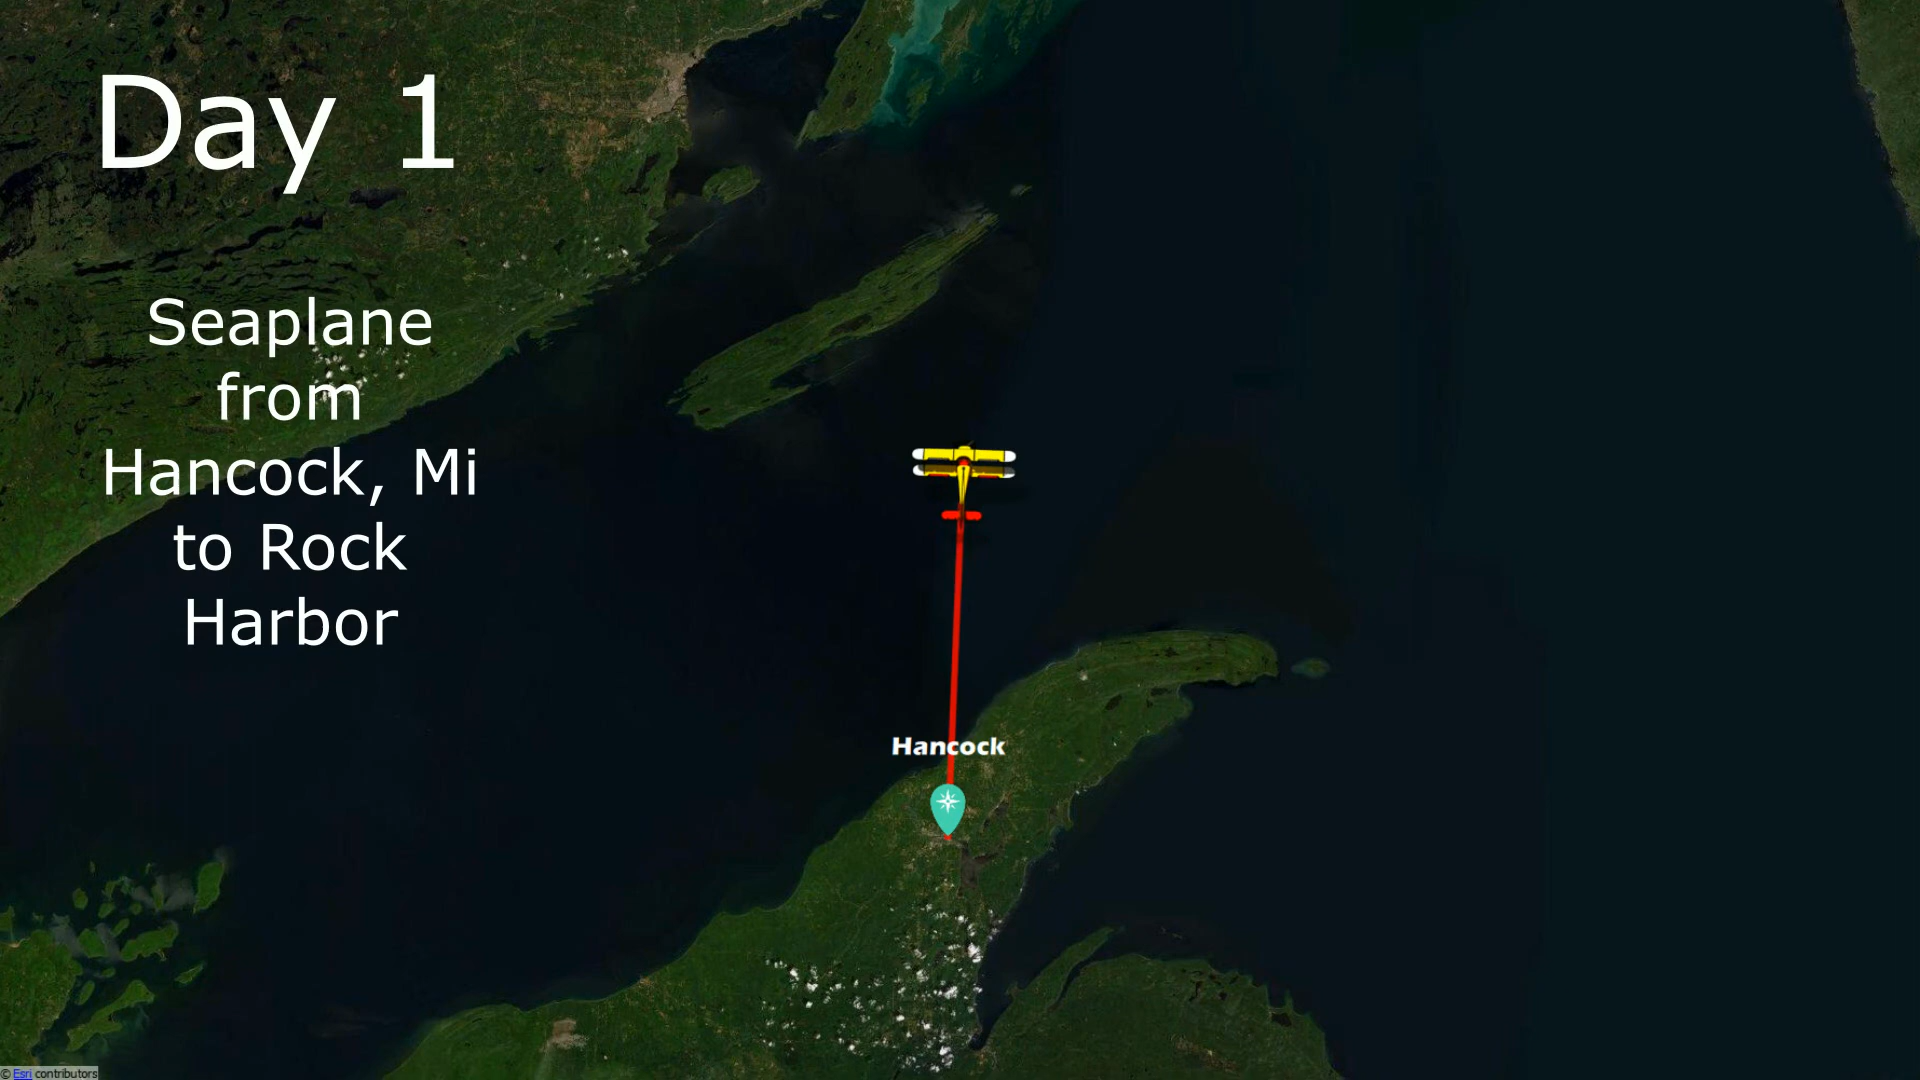 Day 1
Seaplane
from
Hancock, Mi
to Rock
Harbor
Hancock
© Esri contributors